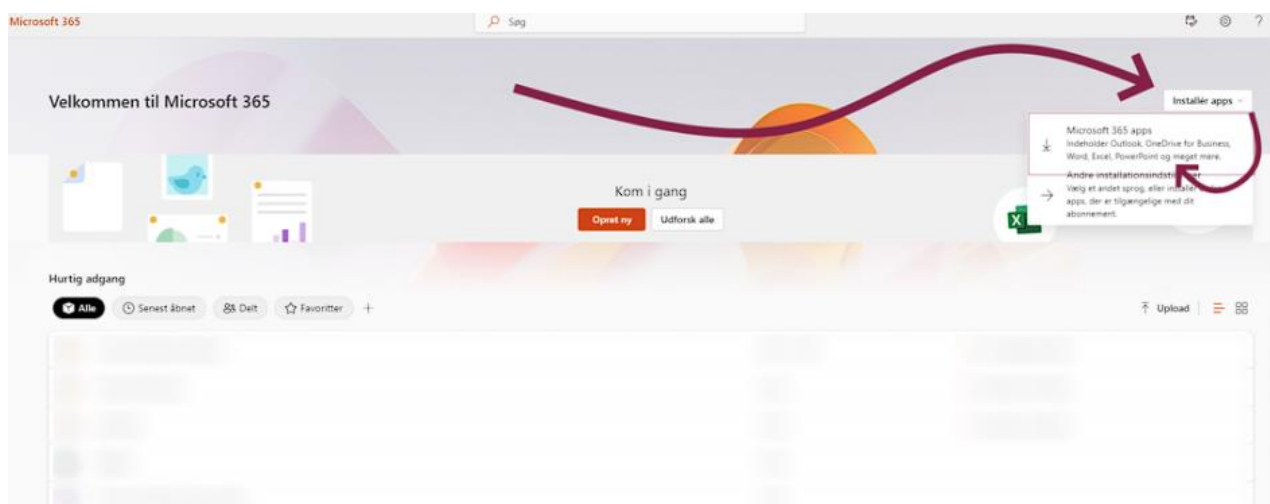 Microsoft 365
Søg
?
Velkommen til Microsoft 365
Installér apps
Microsoft 365 apps
Indeholder Outlook, OneDrive for Business,
Word, Excel, PowerPoint og meget mere.
Andre
Vælg et andet sprog, eller
apps, der er tilgængelige med dit
abonnement.
Kom i gang
Opret ny
Udforsk alle
X
Hurtig adgang
Alle
Senest åbnet
Delt
Favoritter
Upload